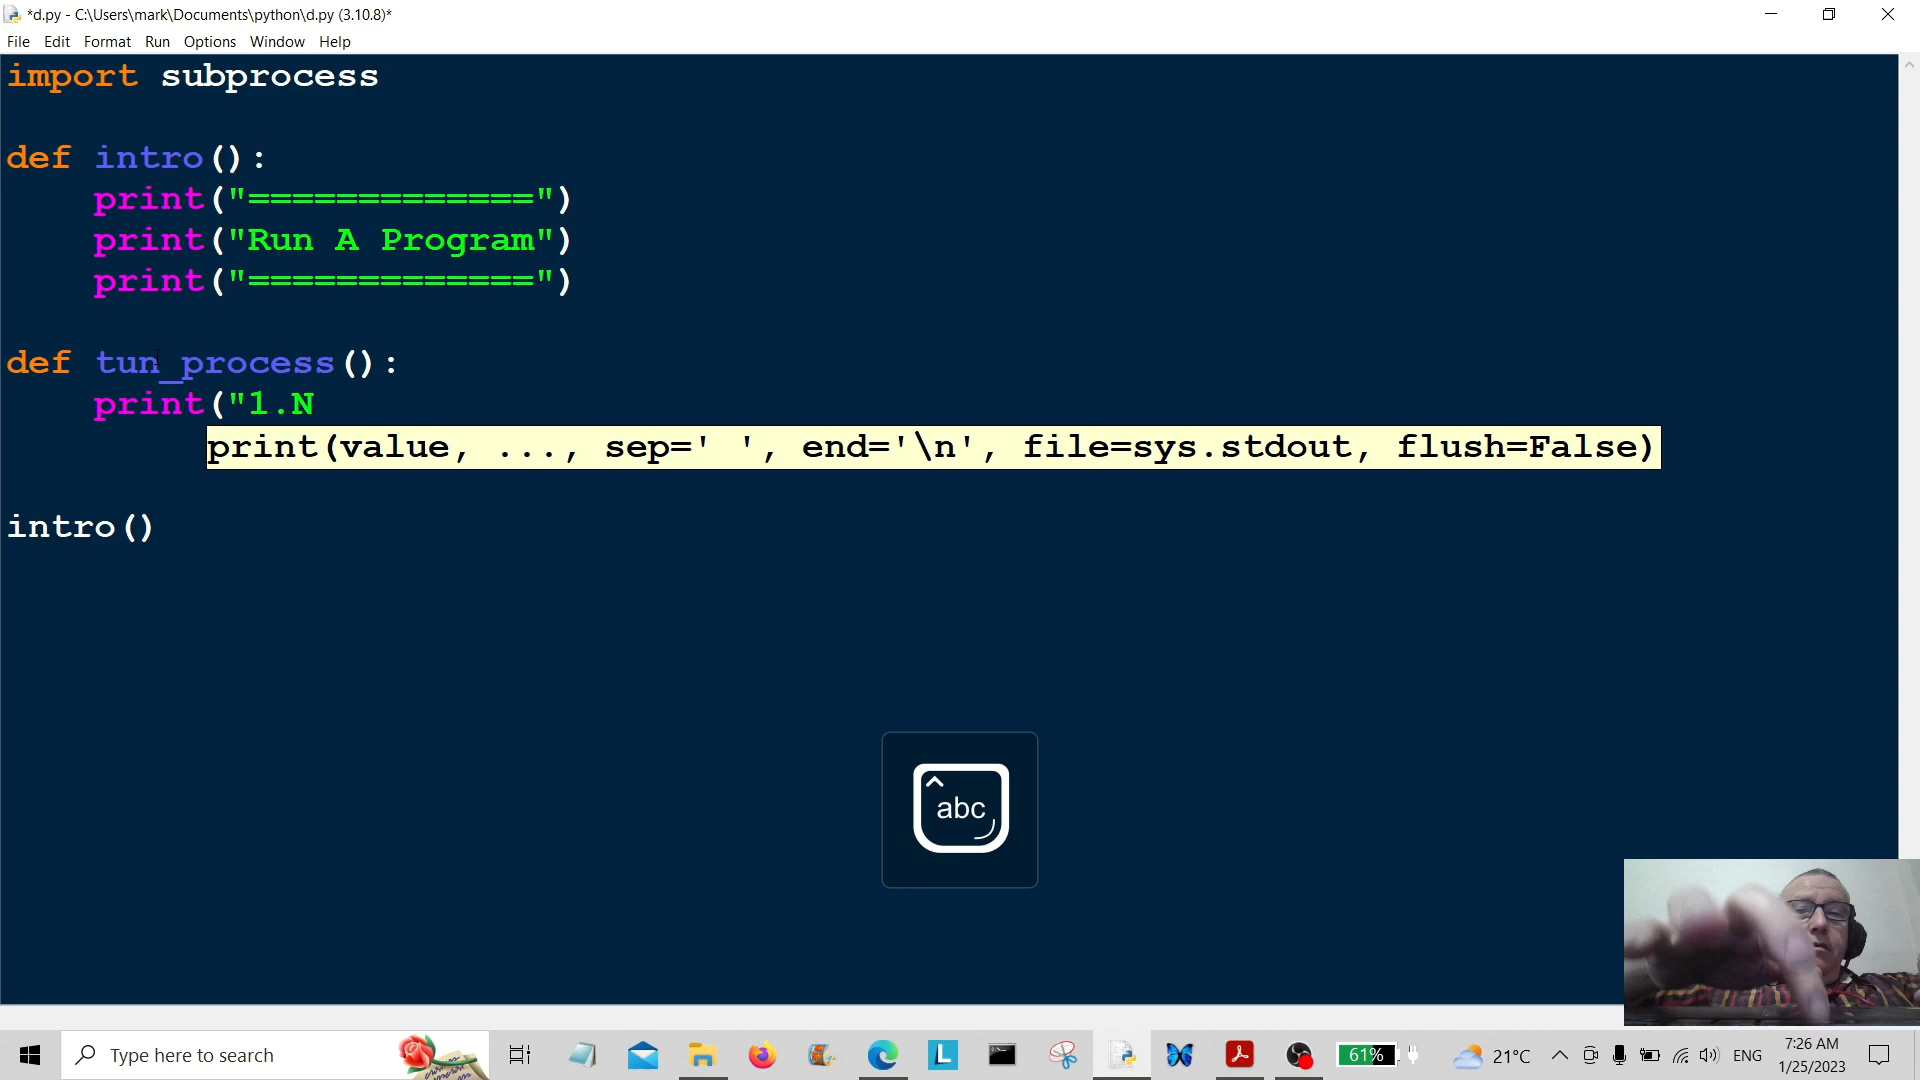 *d.py - C:\Users\mark\Documents\python\d.py (3.10.8)*
File Edit Format Run Options Window Help
import subprocess
def intro():
    print("=============")
    print("Run A Program")
    print("=============")
def tun_process():
    print("1.N
print(value, ..., sep=' ', end='\n', file=sys.stdout, flush=False)
intro()
abc
Type here to search
L
61%
21°C
ENG
7:26 AM
1/25/2023